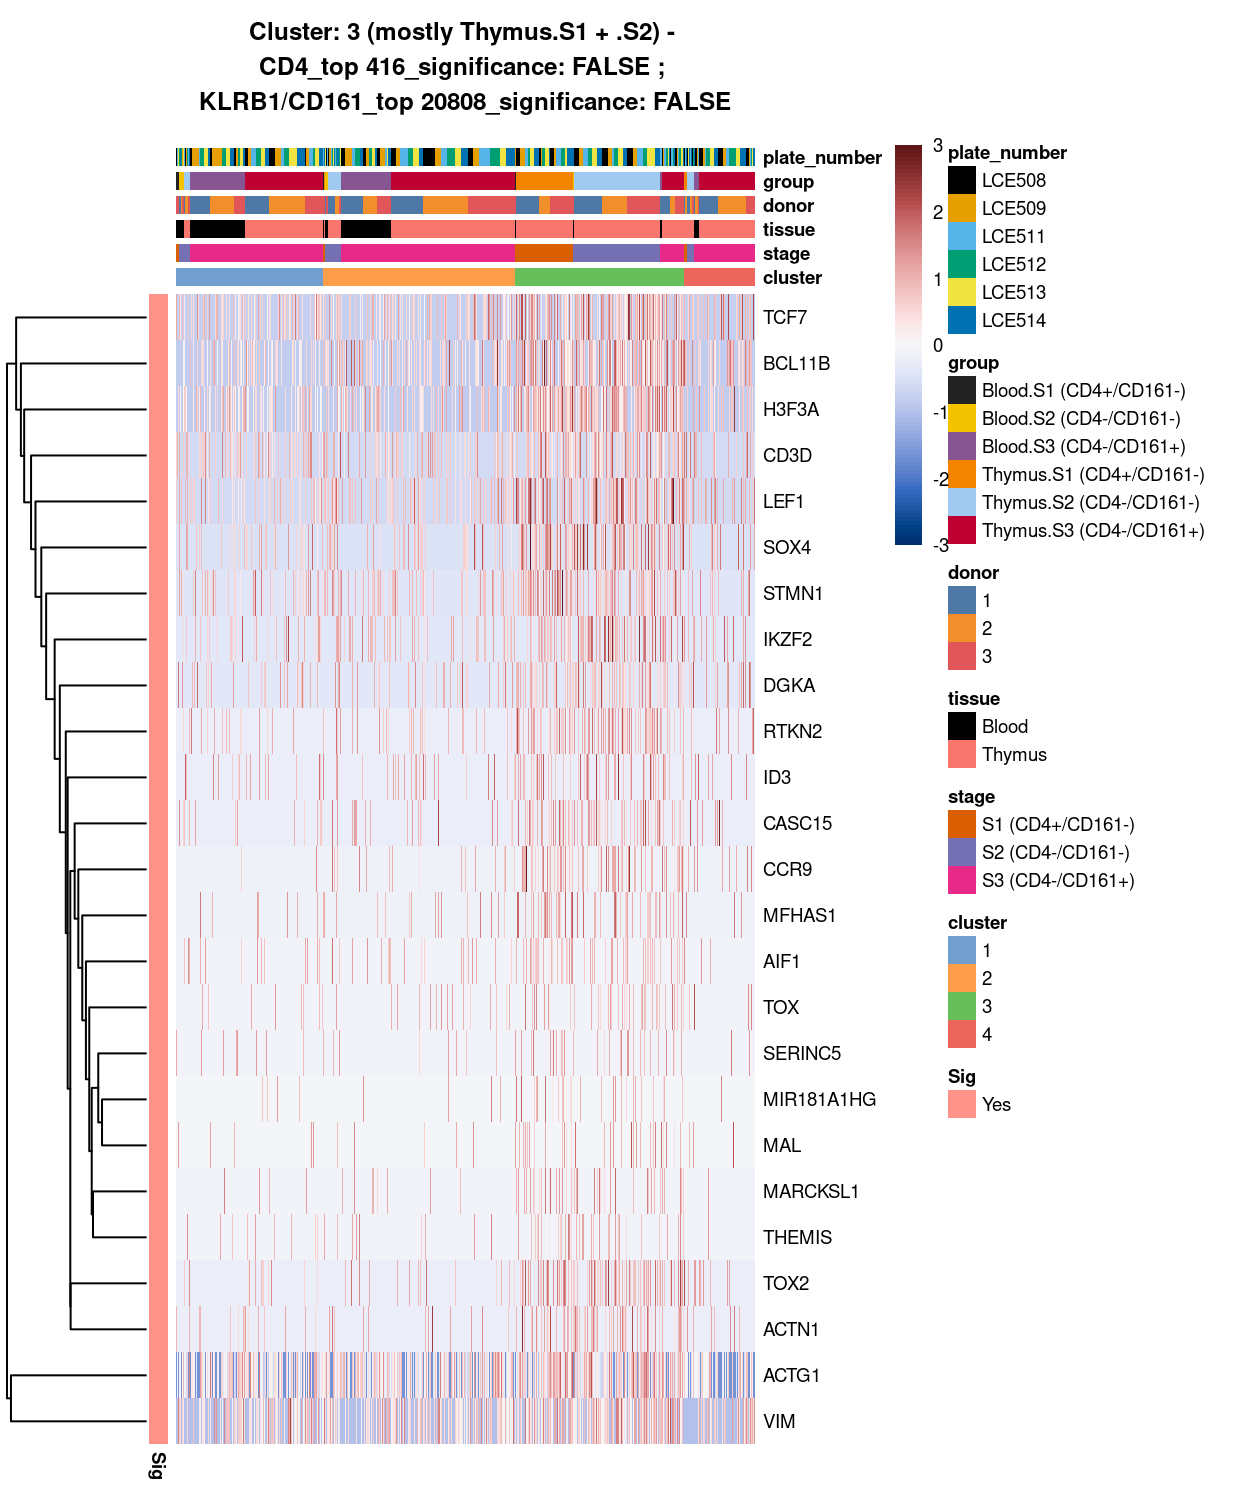 Cluster: 3 (mostly Thymus.S1 + .S2) -
CD4_top 416_significance: FALSE ;
KLRB1/CD161_top 20808_significance: FALSE
plate_number
group
donor
tissue
stage
cluster
TCF7
BCL11B
H3F3A
CD3D
LEF1
SOX4
STMN1
IKZF2
DGKA
RTKN2
ID3
CASC15
CCR9
MFHAS1
AIF1
TOX
SERINC5
MIR181A1HG
MAL
MARCKSL1
THEMIS
TOX2
ACTN1
ACTG1
VIM
Sig
3
2
1
0
-1
-2
-3
plate_number
LCE508
LCE509
LCE511
LCE512
LCE513
LCE514
group
Blood.S1 (CD4+/CD161-)
Blood.S2 (CD4-/CD161-)
Blood.S3 (CD4-/CD161+)
Thymus.S1 (CD4+/CD161-)
Thymus.S2 (CD4-/CD161-)
Thymus.S3 (CD4-/CD161+)
donor
1
2
3
tissue
Blood
Thymus
stage
S1 (CD4+/CD161-)
S2 (CD4-/CD161-)
S3 (CD4-/CD161+)
cluster
1
2
3
4
Sig
Yes